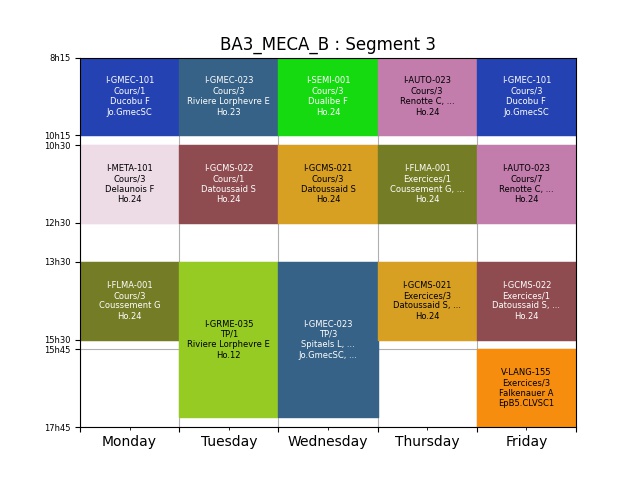 BA3_MECA_B : Segment 3
8h15
I-GMEC-101
Cours/1
Ducobu F
Jo.GmecSC
I-GMEC-023
Cours/3
Riviere Lorphevre E
Ho.23
I-SEMI-001
Cours/3
Dualibe F
Ho.24
I-AUTO-023
Cours/3
Renotte C, ...
Ho.24
I-GMEC-101
Cours/3
Ducobu F
Jo.GmecSC
10h15
10h30
I-META-101
Cours/3
Delaunois F
Ho.24
I-GCMS-022
Cours/1
Datoussaid S
Ho.24
I-GCMS-021
Cours/3
Datoussaid S
Ho.24
I-FLMA-001
Exercices/1
Coussement G, ...
Ho.24
I-AUTO-023
Cours/7
Renotte C, ...
Ho.24
12h30
13h30
I-FLMA-001
Cours/3
Coussement G
Ho.24
I-GRME-035
TP/1
Riviere Lorphevre E
Ho.12
I-GMEC-023
TP/3
Spitaels L, ...
Jo.GmecSC, ...
I-GCMS-021
Exercices/3
Datoussaid S, ...
Ho.24
I-GCMS-022
Exercices/1
Datoussaid S, ...
Ho.24
15h30
15h45
V-LANG-155
Exercices/3
Falkenauer A
EpB5.CLVSC1
17h45
Monday
Tuesday
Wednesday
Thursday
Friday